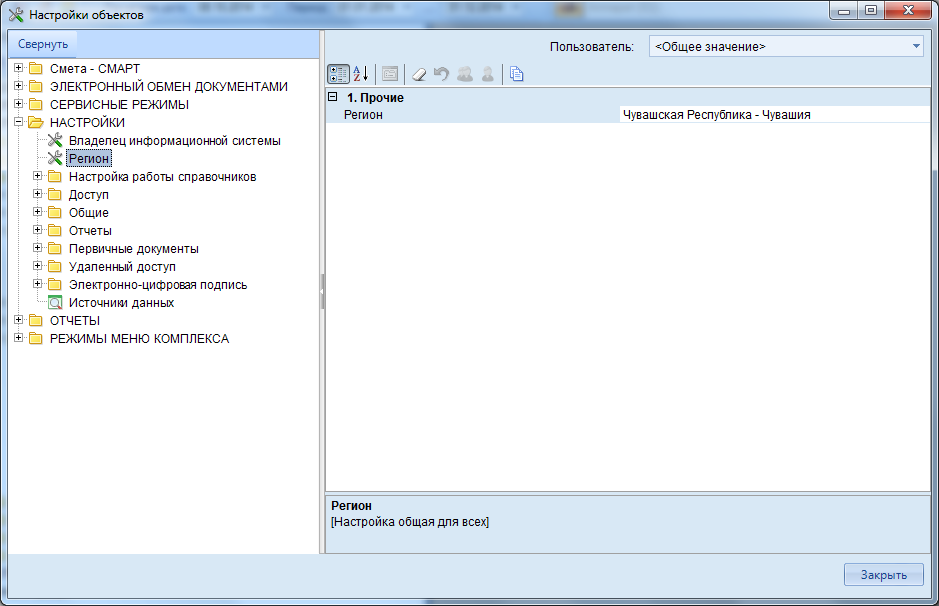 Настройки объектов
Свернуть
Пользователь: <Общее значение>
Смета - СМАРТ
ЭЛЕКТРОННЫЙ ОБМЕН ДОКУМЕНТАМИ
СЕРВИСНЫЕ РЕЖИМЫ
НАСТРОЙКИ
Владелец информационной системы
Регион
Настройка работы справочников
Доступ
Общие
Отчеты
Первичные документы
Удаленный доступ
Электронно-цифровая подпись
Источники данных
ОТЧЕТЫ
РЕЖИМЫ МЕНЮ КОМПЛЕКСА
1. Прочие
Регион Чувашская Республика - Чувашия
Регион
[Настройка общая для всех]
Закрыть